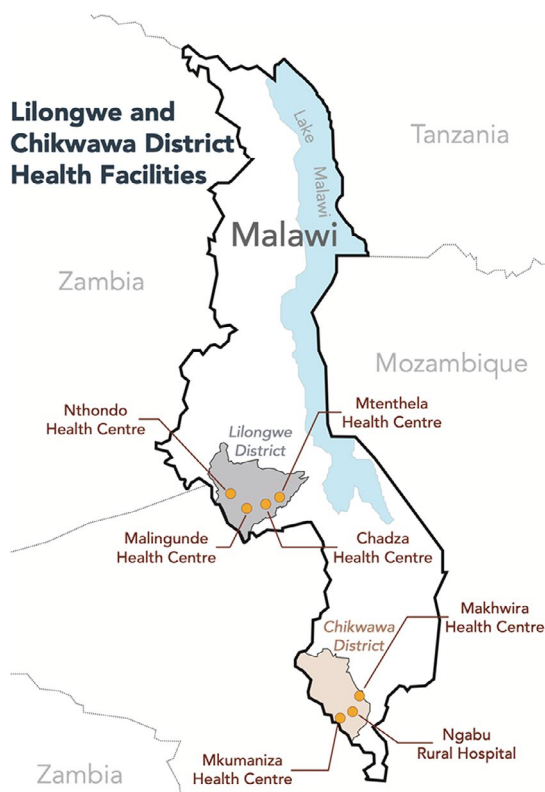 Lilongwe and
Chikwawa District
Health Facilities
Tanzania
Lake
Malawi
Malawi
Zambia
Mozambique
Nthondo
Health Centre
Mtenthela
Health Centre
Lilongwe
District
Malingunde
Health Centre
Chadza
Health Centre
Makhwira
Health Centre
Chikwawa
District
Ngabu
Rural Hospital
Mkumaniza
Health Centre
Zambia